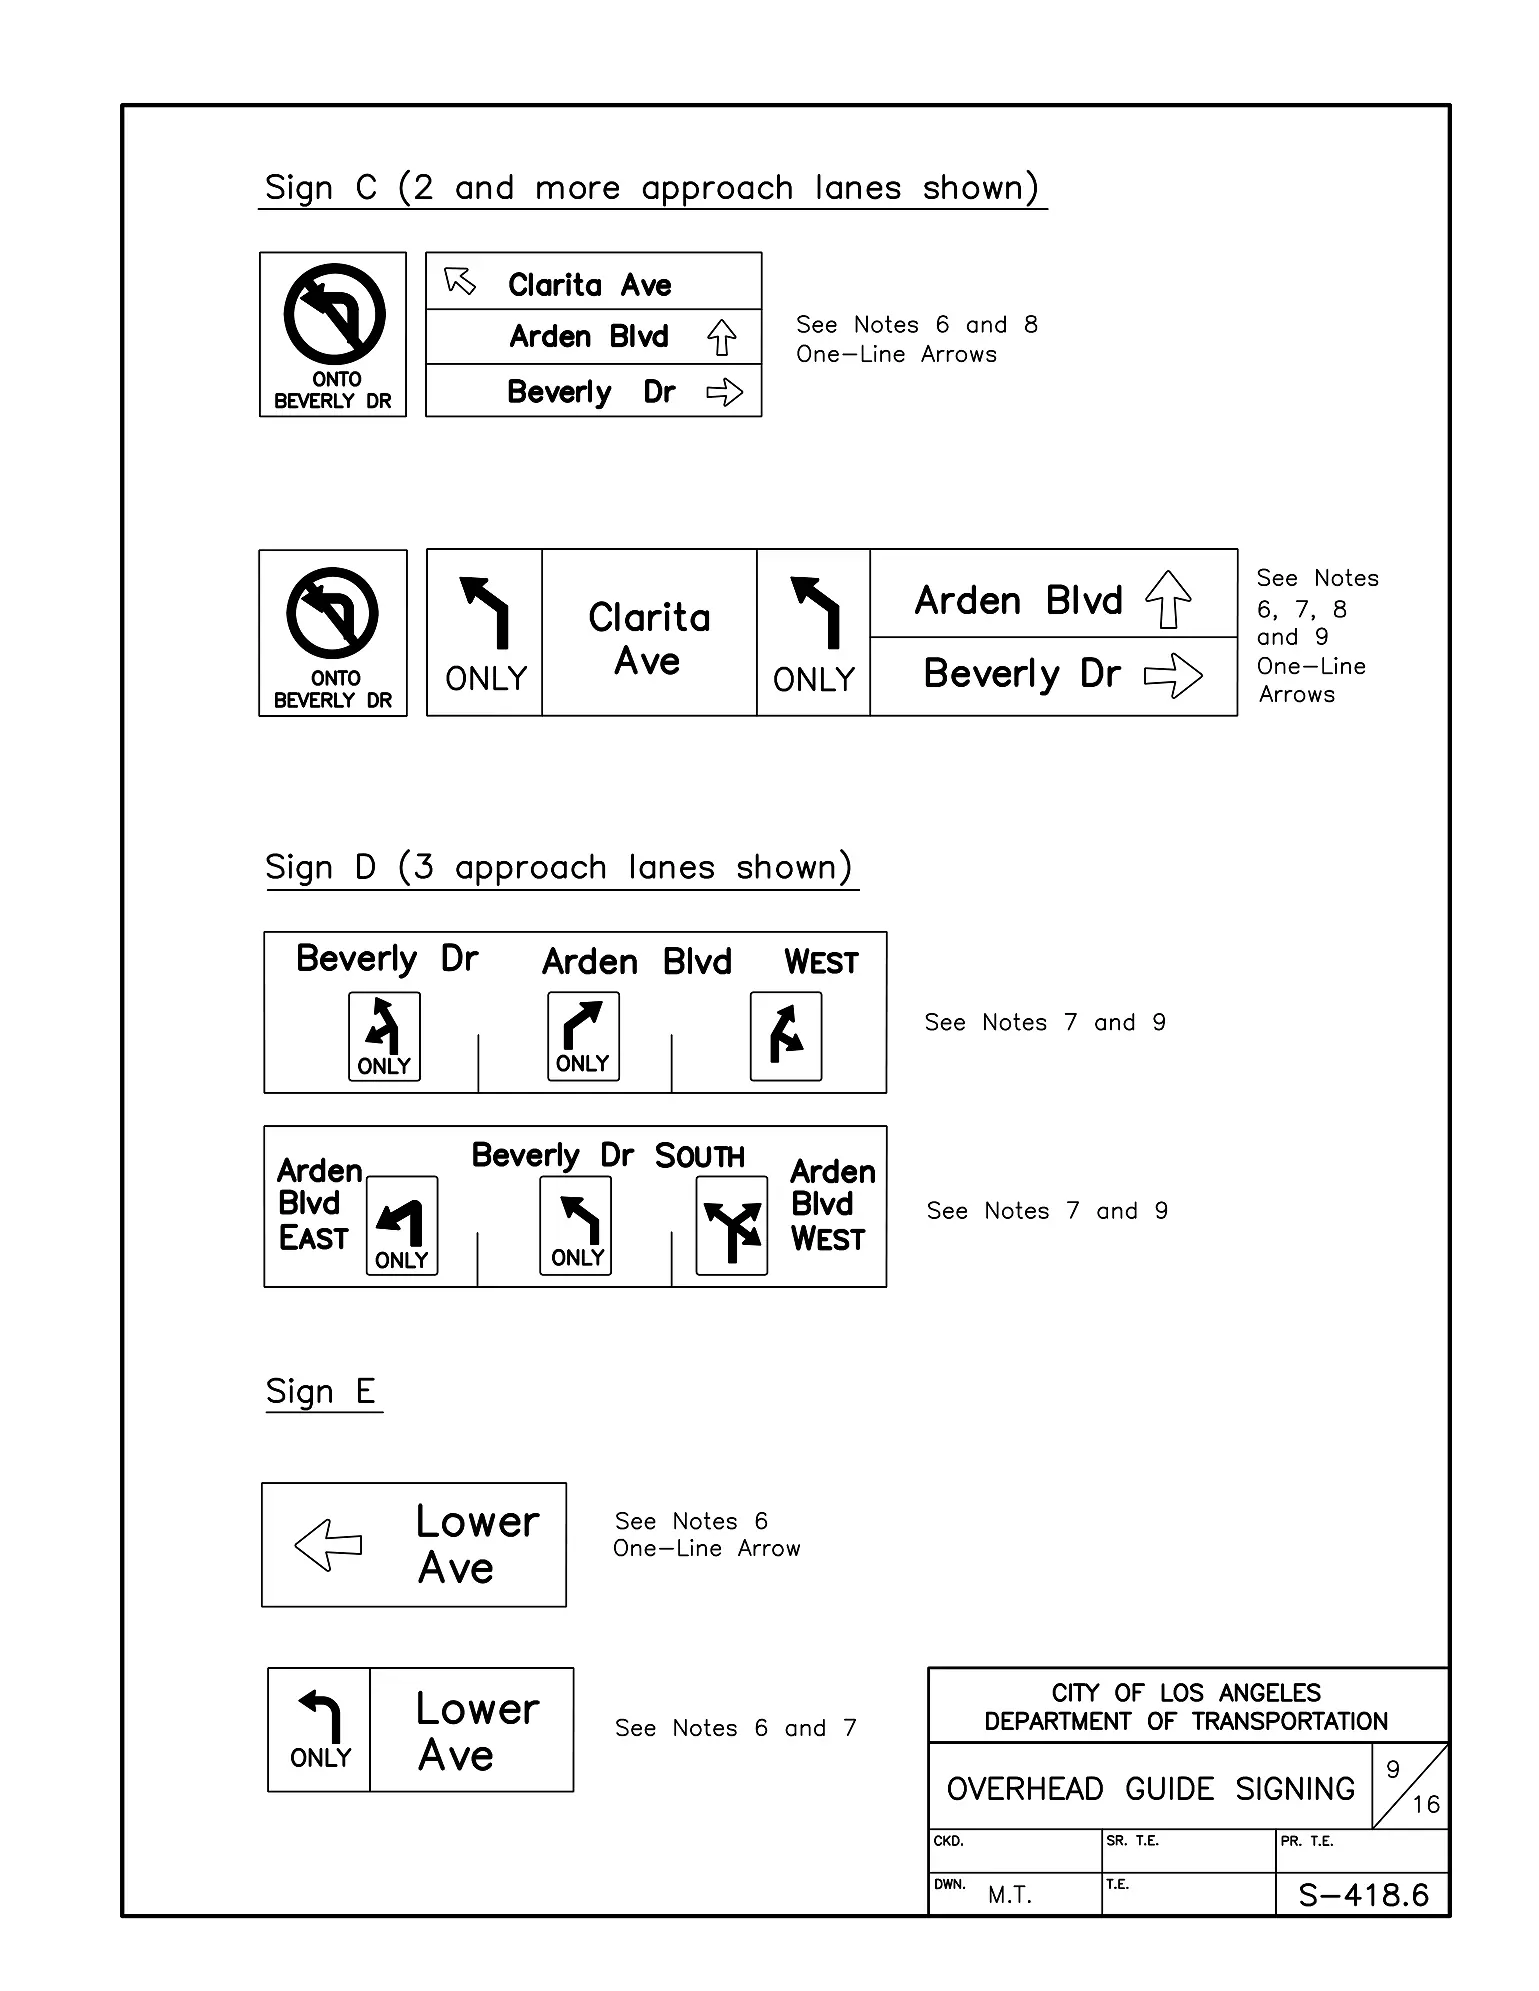 Sign C (2 and more approach lanes shown)
ONTO
BEVERLY DR
Clarita Ave
Arden Blvd
Beverly Dr
See Notes 6 and 8
One-Line Arrows
ONTO
BEVERLY DR
ONLY
Clarita
Ave
ONLY
Arden Blvd
Beverly Dr
See Notes
6, 7, 8
and 9
One-Line
Arrows
Sign D (3 approach lanes shown)
Beverly Dr Arden Blvd WEST
ONLY
ONLY
See Notes 7 and 9
Arden
Blvd
EAST
Beverly Dr SOUTH
Arden
Blvd
WEST
ONLY
ONLY
See Notes 7 and 9
Sign E
Lower
Ave
See Notes 6
One-Line Arrow
ONLY
Lower
Ave
See Notes 6 and 7
CITY OF LOS ANGELES
DEPARTMENT OF TRANSPORTATION
OVERHEAD GUIDE SIGNING
9/16
CKD.
SR. T.E.
PR. T.E.
DWN. M.T.
T.E.
S-418.6